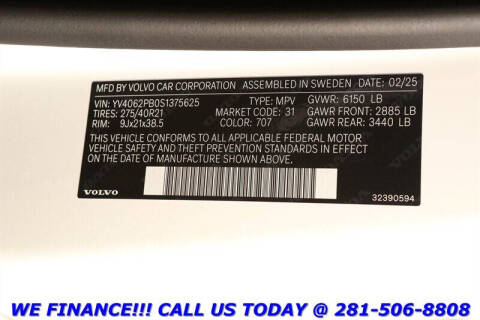 MFD BY VOLVO CAR CORPORATION ASSEMBLED IN SWEDEN DATE: 02/25
VIN: YV4062PB0S1375625 TYPE: MPV GVWR: 6150 LB
TIRES: 275/40R21 MARKET CODE: 31 GAWR FRONT: 2885 LB
RIM: 9Jx21x38.5 COLOR: 707 GAWR REAR: 3440 LB
THIS VEHICLE CONFORMS TO ALL APPLICABLE FEDERAL MOTOR
VEHICLE SAFETY AND THEFT PREVENTION STANDARDS IN EFFECT ON
THE DATE OF MANUFACTURE SHOWN ABOVE.
VOLVO 32390594
WE FINANCE!!! CALL US TODAY @ 281-506-8808